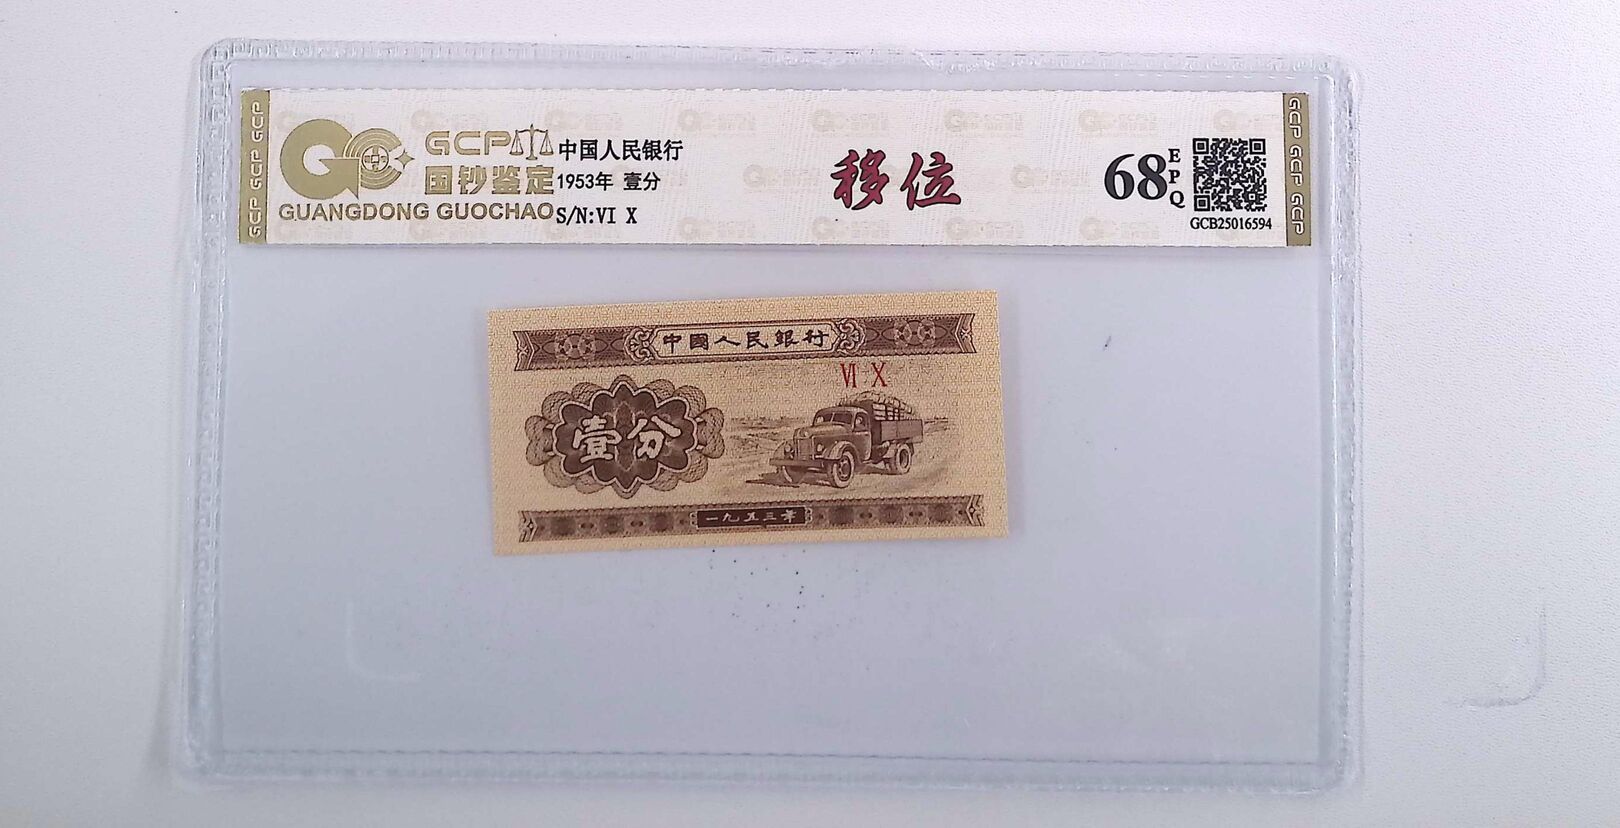 GCP GCP GCP
GCP
国钞鉴定
GUANGDONG GUOCHAO
中国人民银行
1953年 壹分
S/N:VI X
移位
68
EPQ
GCB25016594
GCP GCP GCP
中國人民銀行
VI X
壹分
一九五三年